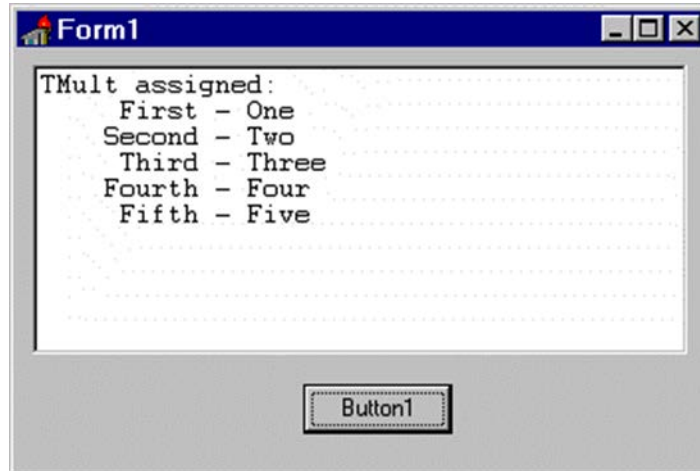 Form1
TMult assigned:
First - One
Second - Two
Third - Three
Fourth - Four
Fifth - Five
Button1